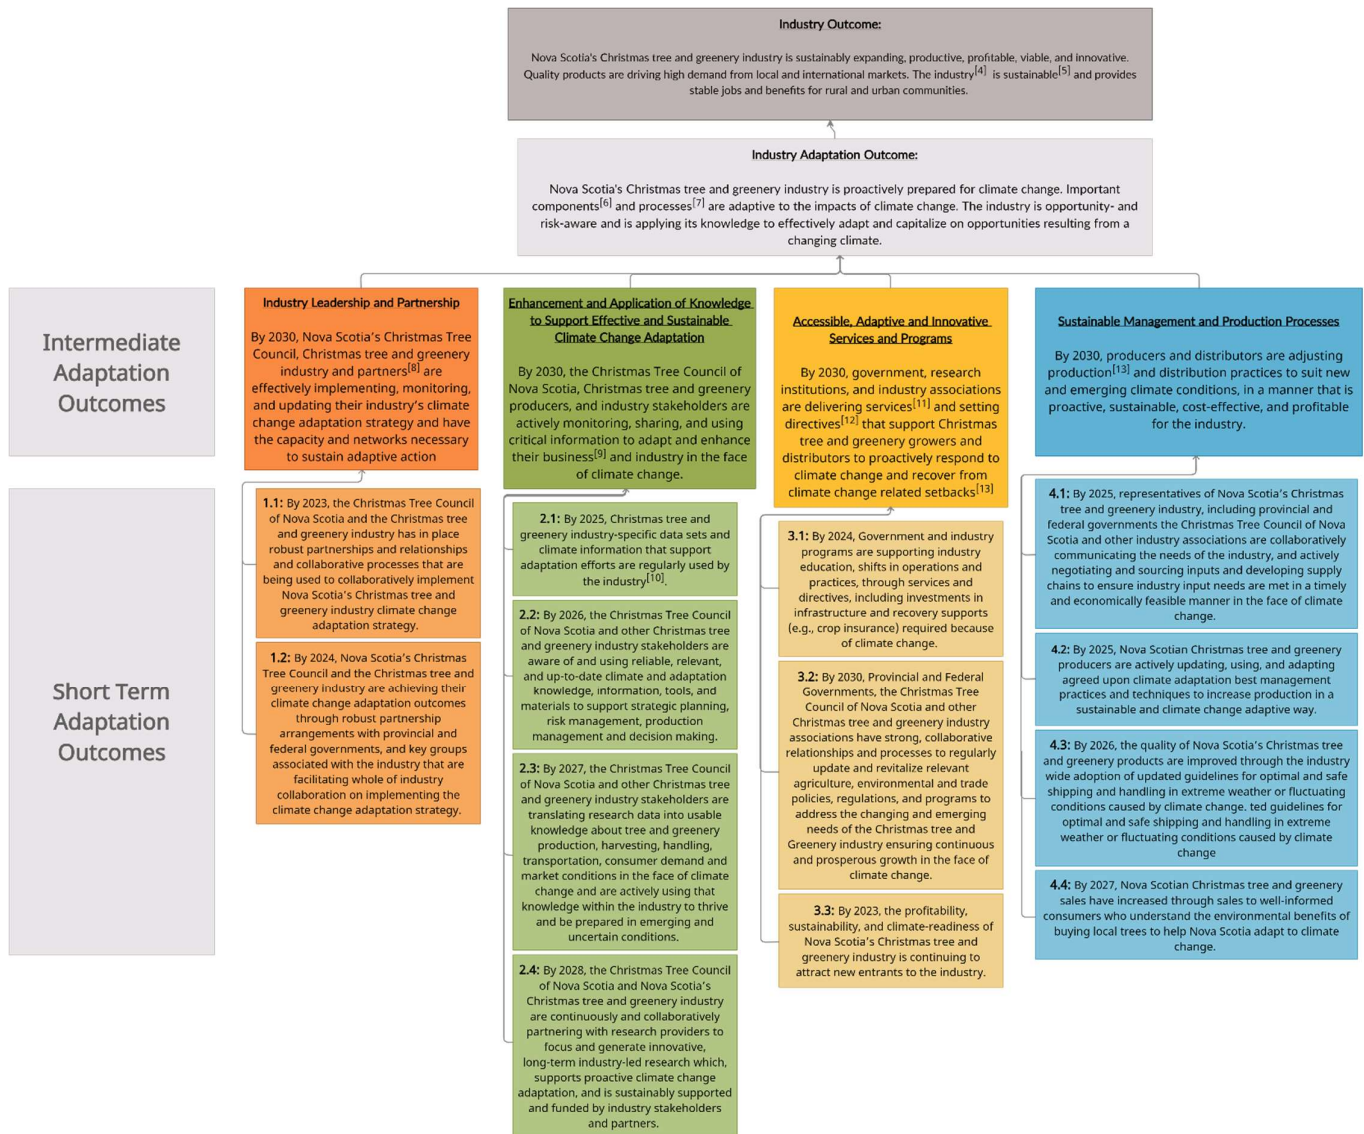 Industry Outcome:
Nova Scotia's Christmas tree and greenery industry is sustainably expanding, productive, profitable, viable, and innovative.
Quality products are driving high demand from local and international markets. The industry[4] is sustainable[5] and provides
stable jobs and benefits for rural and urban communities.
Industry Adaptation Outcome:
Nova Scotia's Christmas tree and greenery industry is proactively prepared for climate change. Important
components[6] and processes[7] are adaptive to the impacts of climate change. The industry is opportunity- and
risk-aware and is applying its knowledge to effectively adapt and capitalize on opportunities resulting from a
changing climate.
Intermediate
Adaptation
Outcomes
Industry Leadership and Partnership
By 2030, Nova Scotia's Christmas Tree
Council, Christmas tree and greenery
industry and partners[8] are
effectively implementing, monitoring,
and updating their industry's climate
change adaptation strategy and have
the capacity and networks necessary
to sustain adaptive action
Enhancement and Application of Knowledge
to Support Effective and Sustainable
Climate Change Adaptation
By 2030, the Christmas Tree Council of
Nova Scotia, Christmas tree and greenery
producers, and industry stakeholders are
actively monitoring, sharing, and using
critical information to adapt and enhance
their business[9] and industry in the face
of climate change.
Accessible, Adaptive and Innovative
Services and Programs
By 2030, government, research
institutions, and industry associations
are delivering services[11] and setting
directives[12] that support Christmas
tree and greenery growers and
distributors to proactively respond to
climate change and recover from
climate change related setbacks[13]
Sustainable Management and Production Processes
By 2030, producers and distributors are adjusting
production[13] and distribution practices to suit new
and emerging climate conditions, in a manner that is
proactive, sustainable, cost-effective, and profitable
for the industry.
Short Term
Adaptation
Outcomes
1.1: By 2023, the Christmas Tree Council
of Nova Scotia and the Christmas tree
and greenery industry has in place
robust partnerships and relationships
and collaborative processes that are
being used to collaboratively implement
Nova Scotia's Christmas tree and
greenery industry climate change
adaptation strategy.
1.2: By 2024, Nova Scotia's Christmas
Tree Council and the Christmas tree and
greenery industry are achieving their
climate change adaptation outcomes
through robust partnership
arrangements with provincial and
federal governments, and key groups
associated with the industry that are
facilitating whole of industry
collaboration on implementing the
climate change adaptation strategy.
2.1: By 2025, Christmas tree and
greenery industry-specific data sets and
climate information that support
adaptation efforts are regularly used by
the industry[10].
2.2: By 2026, the Christmas Tree Council
of Nova Scotia and other Christmas tree
and greenery industry stakeholders are
aware of and using reliable, relevant,
and up-to-date climate and adaptation
knowledge, information, tools, and
materials to support strategic planning,
risk management, production
management and decision making.
2.3: By 2027, the Christmas Tree Council
of Nova Scotia and other Christmas tree
and greenery industry stakeholders are
translating research data into usable
knowledge about tree and greenery
production, harvesting, handling,
transportation, consumer demand and
market conditions in the face of climate
change and are actively using that
knowledge within the industry to thrive
and be prepared in emerging and
uncertain conditions.
2.4: By 2028, the Christmas Tree Council
of Nova Scotia and Nova Scotia's
Christmas tree and greenery industry
are continuously and collaboratively
partnering with research providers to
focus and generate innovative,
long-term industry-led research which,
supports proactive climate change
adaptation, and is sustainably supported
and funded by industry stakeholders
and partners.
3.1: By 2024, Government and industry
programs are supporting industry
education, shifts in operations and
practices, through services and
directives, including investments in
infrastructure and recovery supports
(e.g., crop insurance) required because
of climate change.
3.2: By 2030, Provincial and Federal
Governments, the Christmas Tree
Council of Nova Scotia and other
Christmas tree and greenery industry
associations have strong, collaborative
relationships and processes to regularly
update and revitalize relevant
agriculture, environmental and trade
policies, regulations, and programs to
address the changing and emerging
needs of the Christmas tree and
Greenery industry ensuring continuous
and prosperous growth in the face of
climate change.
3.3: By 2023, the profitability,
sustainability, and climate-readiness of
Nova Scotia's Christmas tree and
greenery industry is continuing to
attract new entrants to the industry.
4.1: By 2025, representatives of Nova Scotia's Christmas
tree and greenery industry, including provincial and
federal governments the Christmas Tree Council of Nova
Scotia and other industry associations are collaboratively
communicating the needs of the industry, and actively
negotiating and sourcing inputs and developing supply
chains to ensure industry input needs are met in a timely
and economically feasible manner in the face of climate
change.
4.2: By 2025, Nova Scotian Christmas tree and greenery
producers are actively updating, using, and adapting
agreed upon climate adaptation best management
practices and techniques to increase production in a
sustainable and climate change adaptive way.
4.3: By 2026, the quality of Nova Scotia's Christmas tree
and greenery products are improved through the industry
wide adoption of updated guidelines for optimal and safe
shipping and handling in extreme weather or fluctuating
conditions caused by climate change. ted guidelines for
optimal and safe shipping and handling in extreme
weather or fluctuating conditions caused by climate
change
4.4: By 2027, Nova Scotian Christmas tree and greenery
sales have increased through sales to well-informed
consumers who understand the environmental benefits of
buying local trees to help Nova Scotia adapt to climate
change.